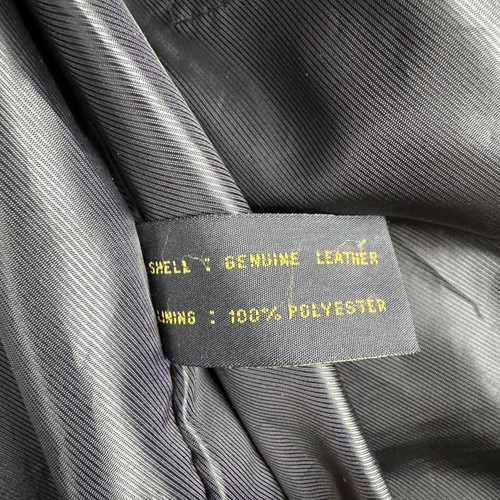 SHELL : GENUINE LEATHER
LINING : 100% POLYESTER